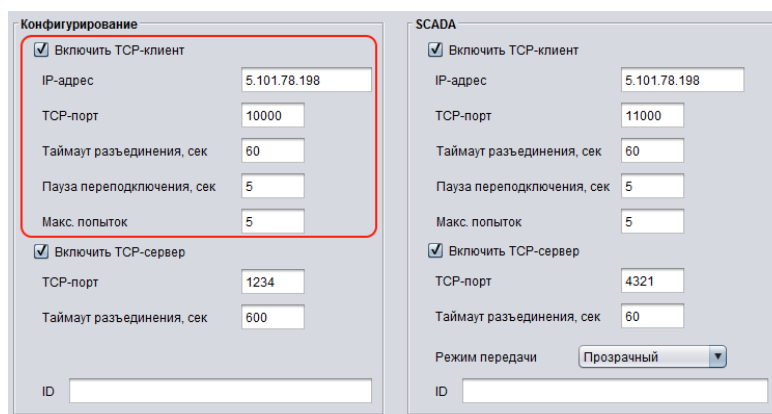 Конфигурирование
Включить TCP-клиент
IP-адрес 5.101.78.198
TCP-порт 10000
Таймаут разъединения, сек 60
Пауза переподключения, сек 5
Макс. попыток 5
Включить TCP-сервер
TCP-порт 1234
Таймаут разъединения, сек 600
ID
SCADA
Включить TCP-клиент
IP-адрес 5.101.78.198
TCP-порт 11000
Таймаут разъединения, сек 60
Пауза переподключения, сек 5
Макс. попыток 5
Включить TCP-сервер
TCP-порт 4321
Таймаут разъединения, сек 60
Режим передачи Прозрачный
ID